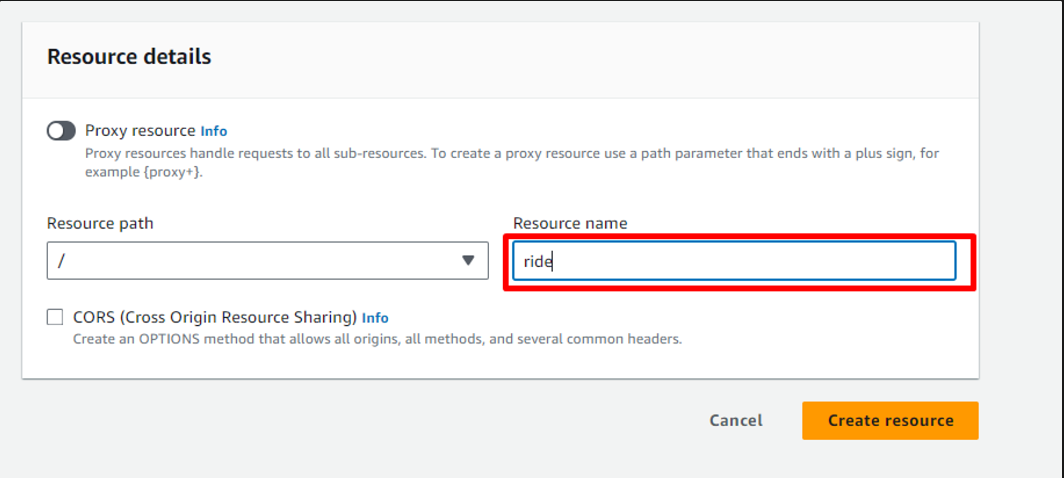 Resource details
Proxy resource Info
Proxy resources handle requests to all sub-resources. To create a proxy resource use a path parameter that ends with a plus sign, for
example {proxy+}.
Resource path
Resource name
/
ride
CORS (Cross Origin Resource Sharing) Info
Create an OPTIONS method that allows all origins, all methods, and several common headers.
Cancel
Create resource